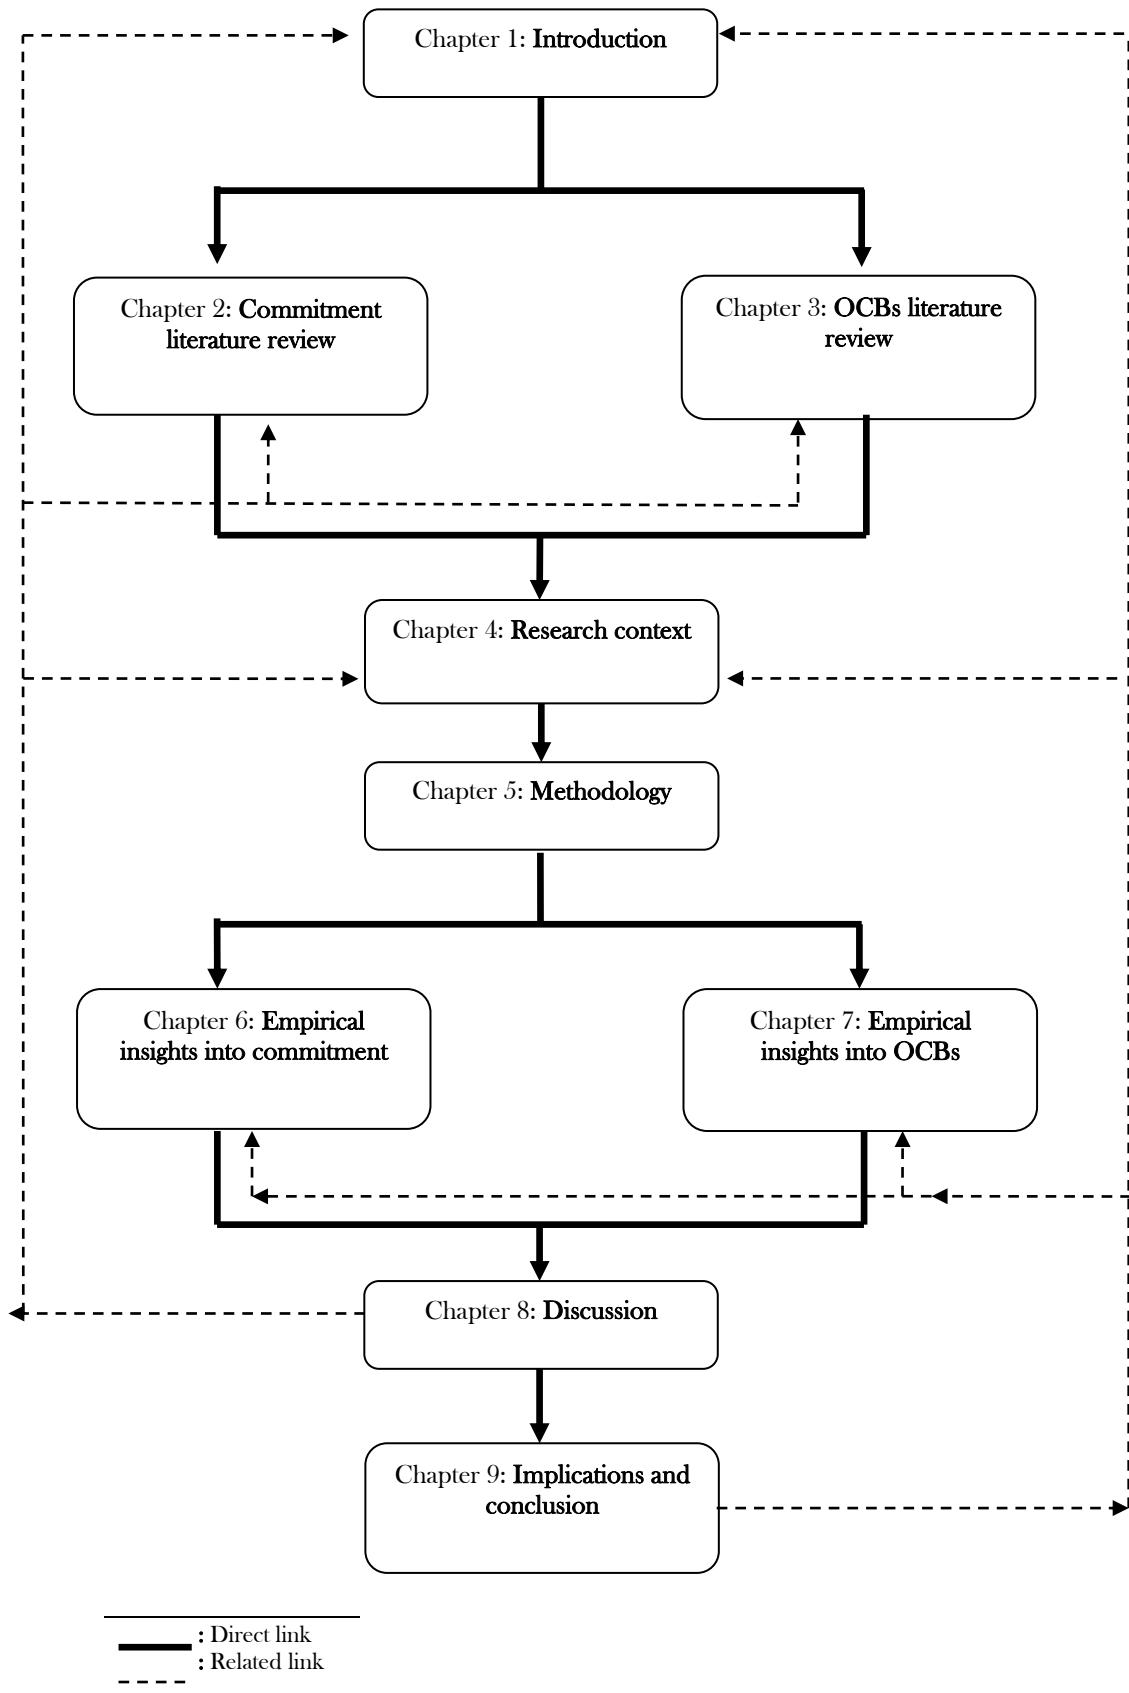 Chapter 1: Introduction
Chapter 2: Commitment
literature review
Chapter 3: OCBs literature
review
Chapter 4: Research context
Chapter 5: Methodology
Chapter 6: Empirical
insights into commitment
Chapter 7: Empirical
insights into OCBs
Chapter 8: Discussion
Chapter 9: Implications and
conclusion
: Direct link
: Related link